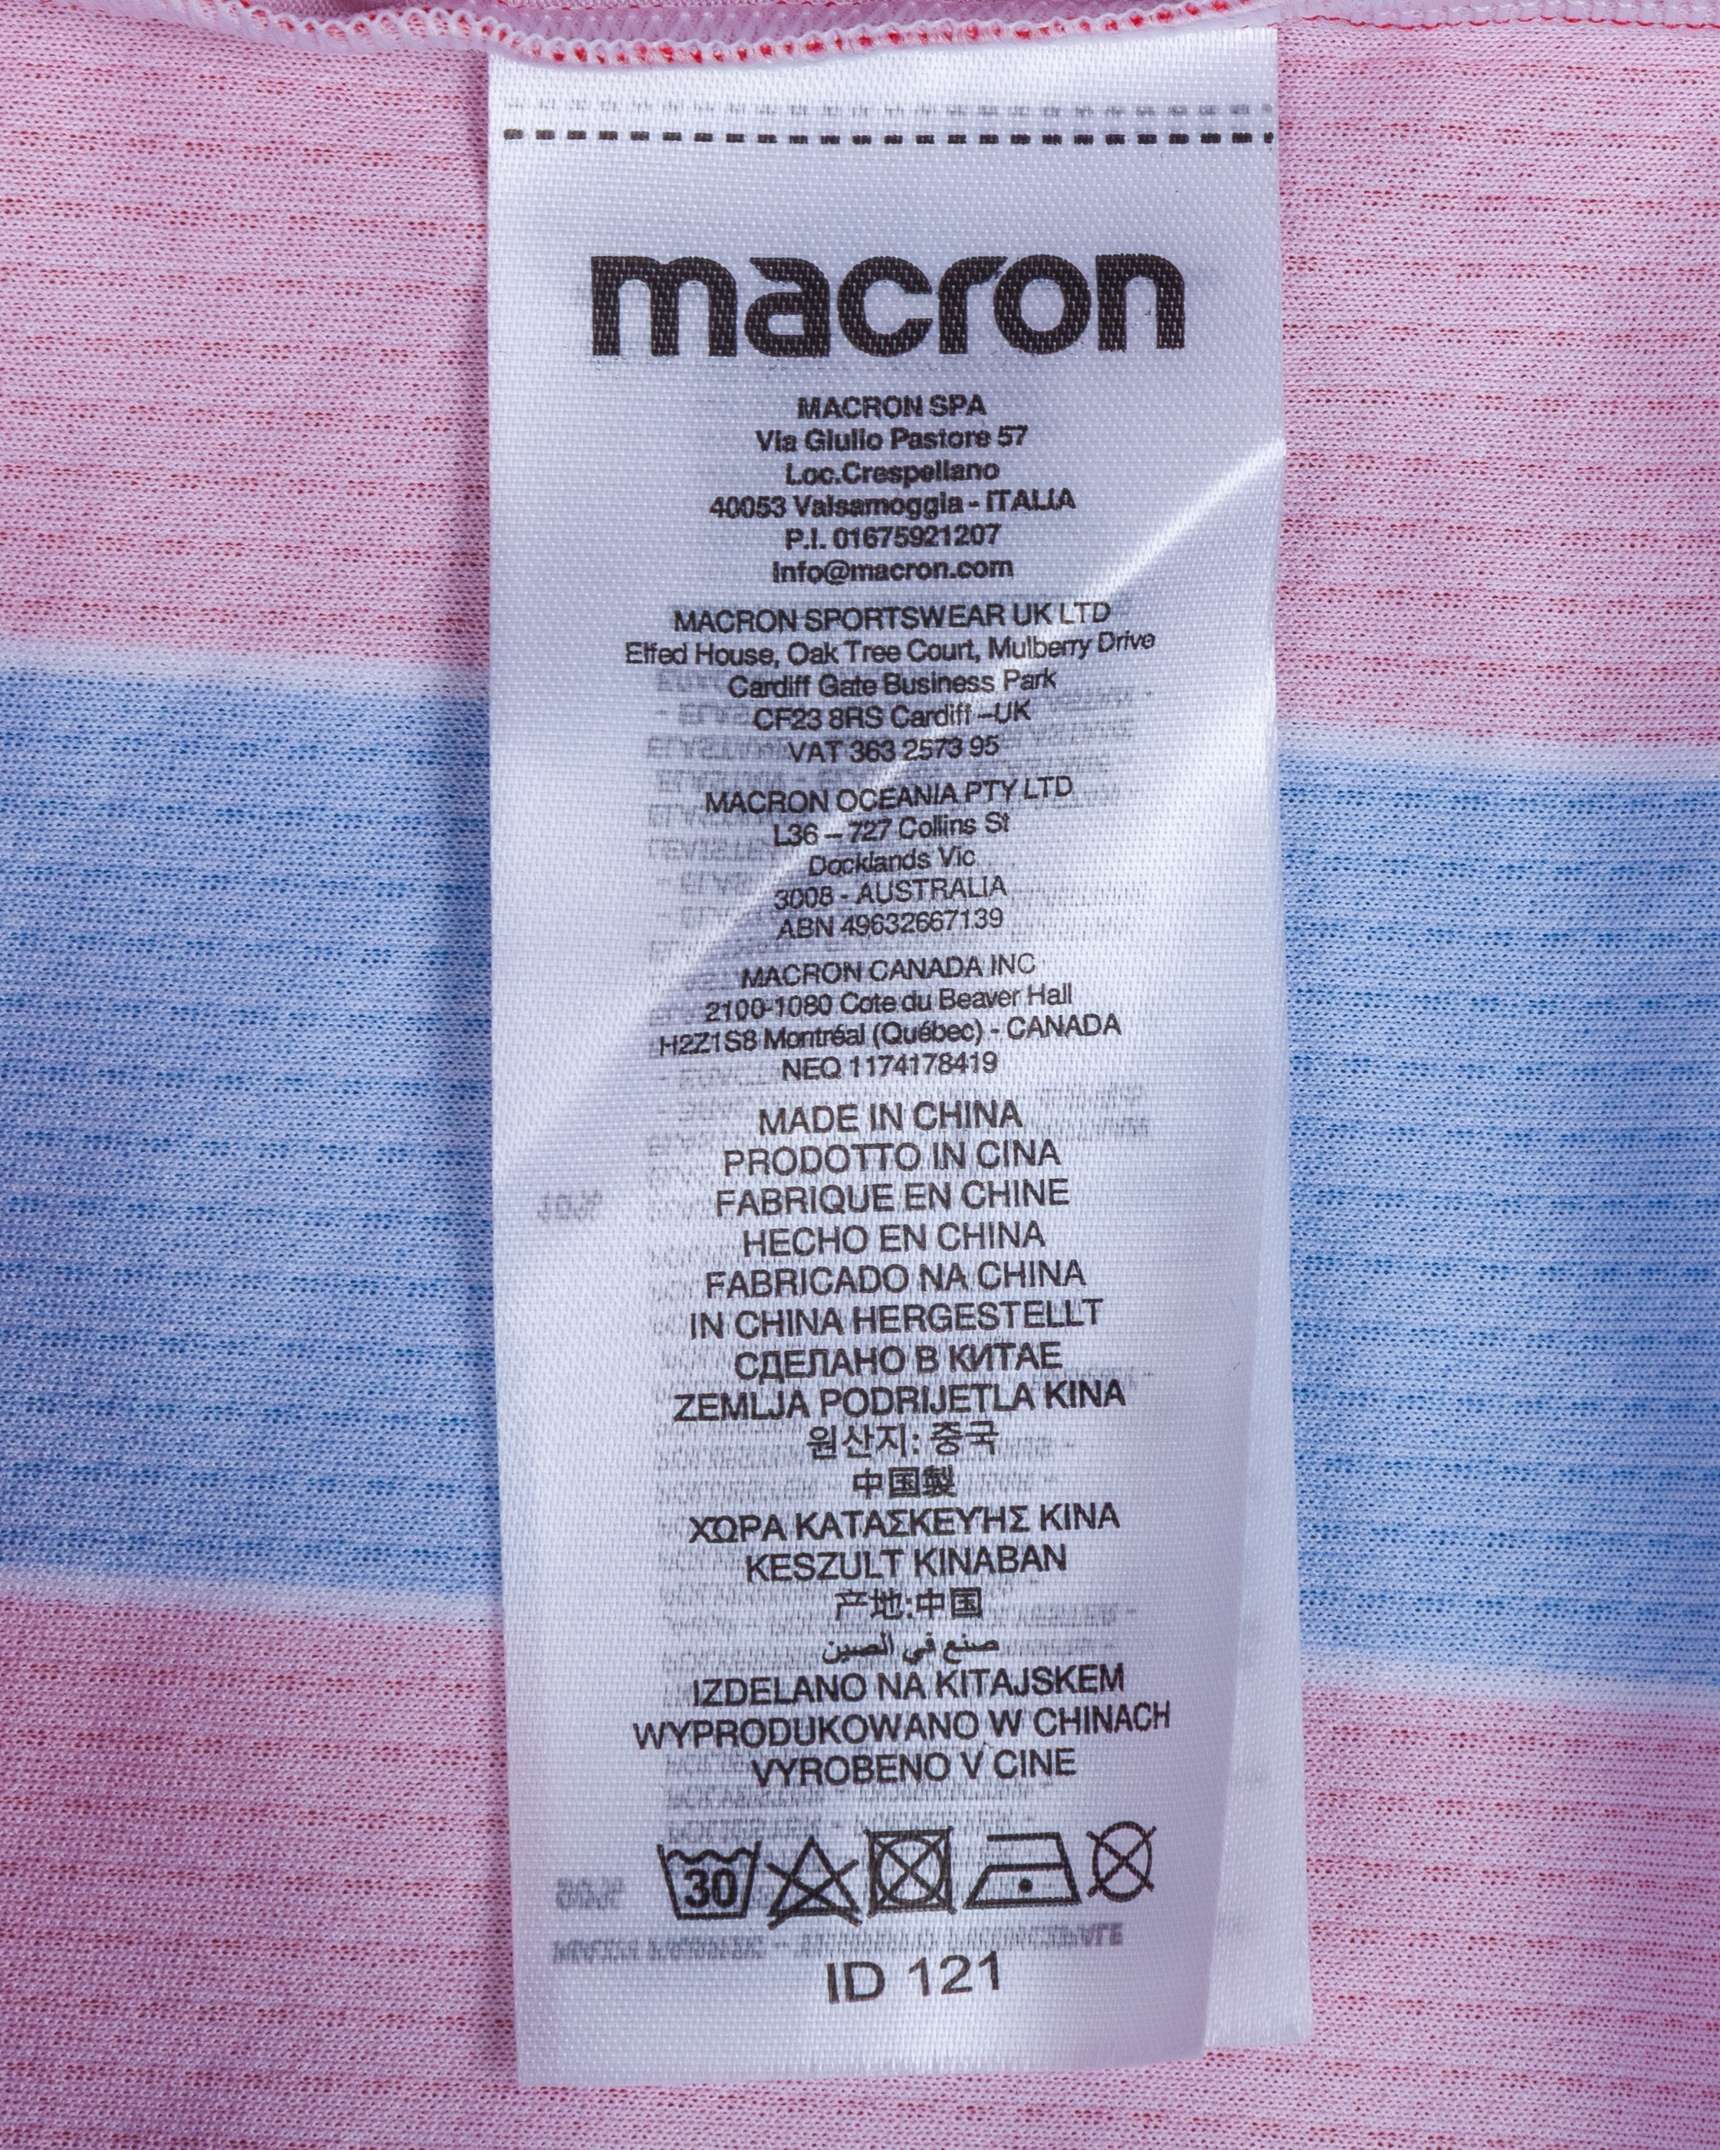 macron
MACRON SPA
Via Giulio Pastore 57
Loc.Crespellano
40053 Valsamoggia - ITALIA
P.I. 01675921207
info@macron.com
MACRON SPORTSWEAR UK LTD
Elfed House, Oak Tree Court, Mulberry Drive
Cardiff Gate Business Park
CF23 8RS Cardiff –UK
VAT 363 2573 95
MACRON OCEANIA PTY LTD
L36 – 727 Collins St
Docklands Vic
3008 - AUSTRALIA
ABN 49632667139
MACRON CANADA INC
2100-1080 Cote du Beaver Hall
H2Z1S8 Montréal (Québec) - CANADA
NEQ 1174178419
MADE IN CHINA
PRODOTTO IN CINA
FABRIQUE EN CHINE
HECHO EN CHINA
FABRICADO NA CHINA
IN CHINA HERGESTELLT
СДЕЛАНО В КИТАЕ
ZEMLJA PODRIJETLA KINA
원산지: 중국
中国製
ΧΏΡΑ ΚΑΤΑΣΚΕΥΉΣ ΚΙΝΑ
KESZULT KINABAN
产地:中国
صنع في الصين
IZDELANO NA KITAJSKEM
WYPRODUKOWANO W CHINACH
VYROBENO V CINE
30
ID 121